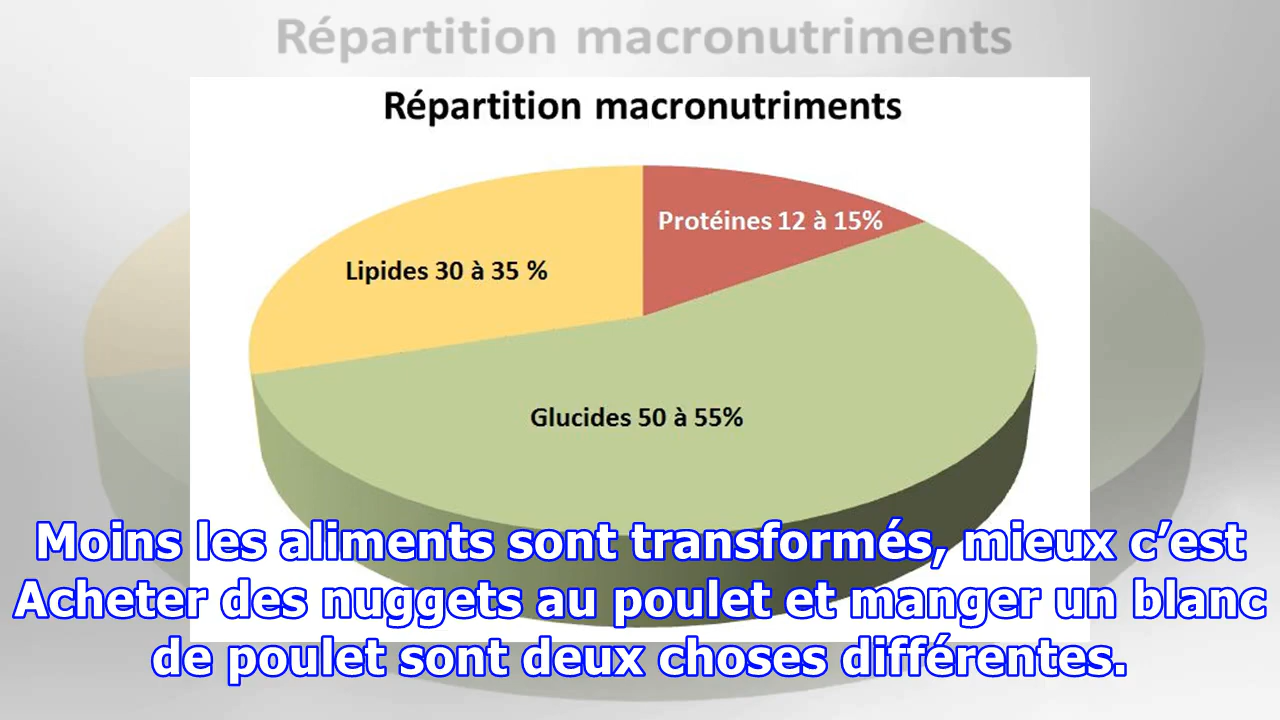 Répartition macronutriments
Répartition macronutriments
Protéines 12 à 15%
Lipides 30 à 35 %
Glucides 50 à 55%
Moins les aliments sont transformés, mieux c’est
Acheter des nuggets au poulet et manger un blanc
de poulet sont deux choses différentes.